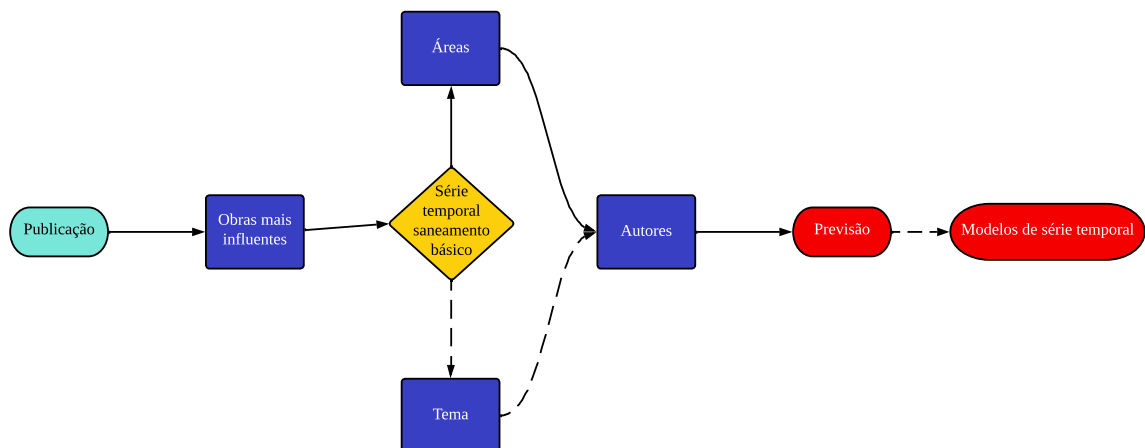 Áreas
Publicação
Obras mais
influentes
Série
temporal
saneamento
básico
Autores
Previsão
Modelos de série temporal
Tema